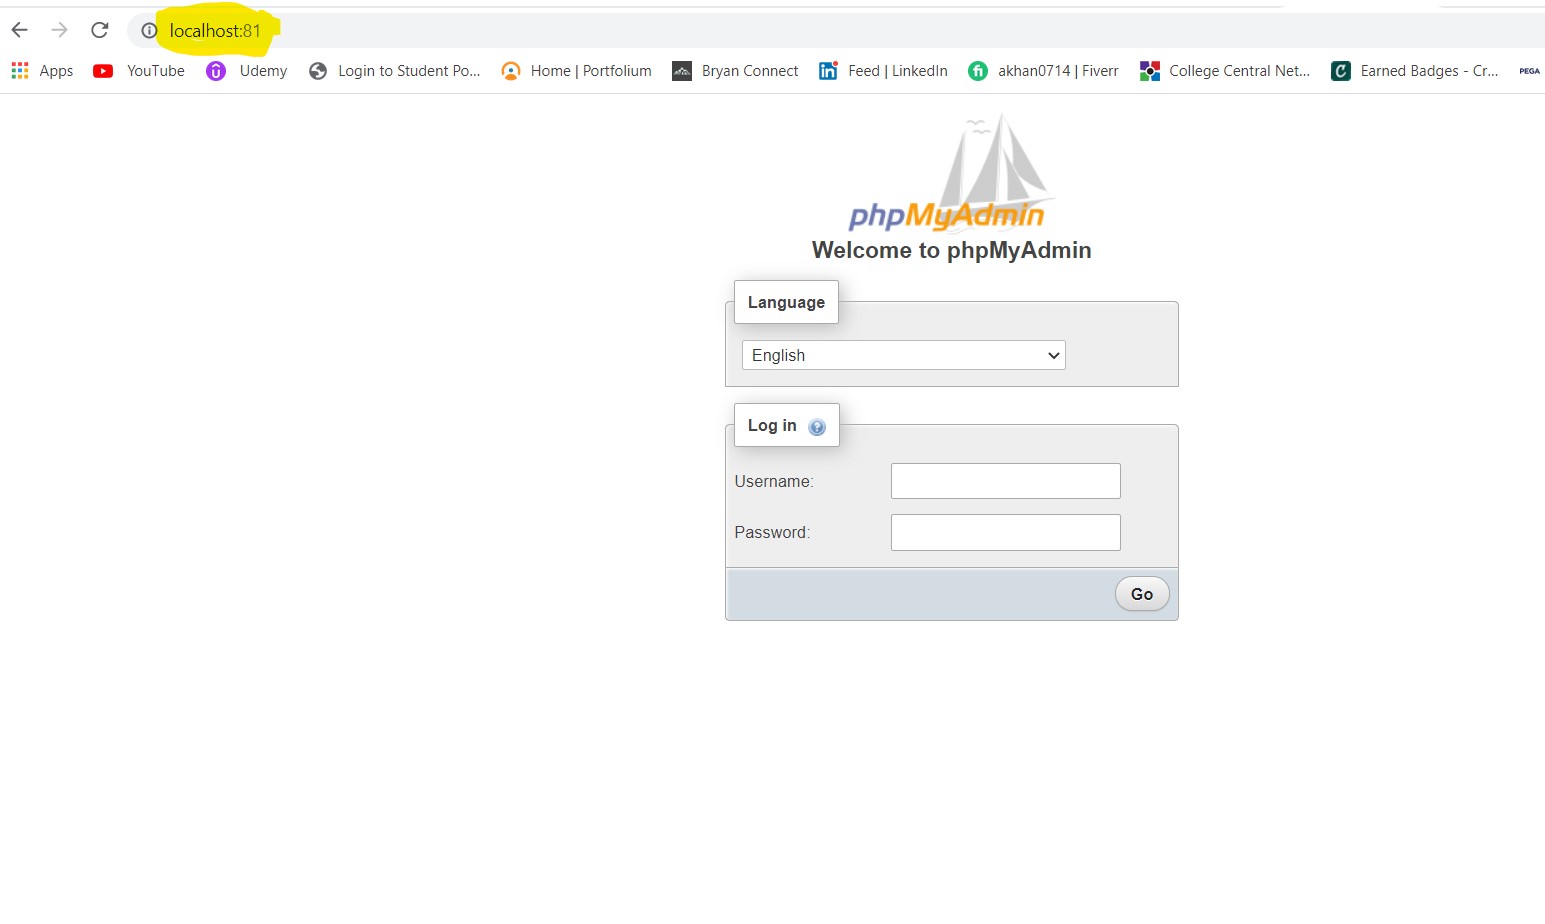 localhost:81
Apps YouTube Udemy Login to Student Po... Home | Portfolium Bryan Connect Feed | LinkedIn akhan0714 | Fiverr College Central Net... Earned Badges - Cr... PEGA
phpMyAdmin
Welcome to phpMyAdmin
Language
English
Log in
Username:
Password:
Go